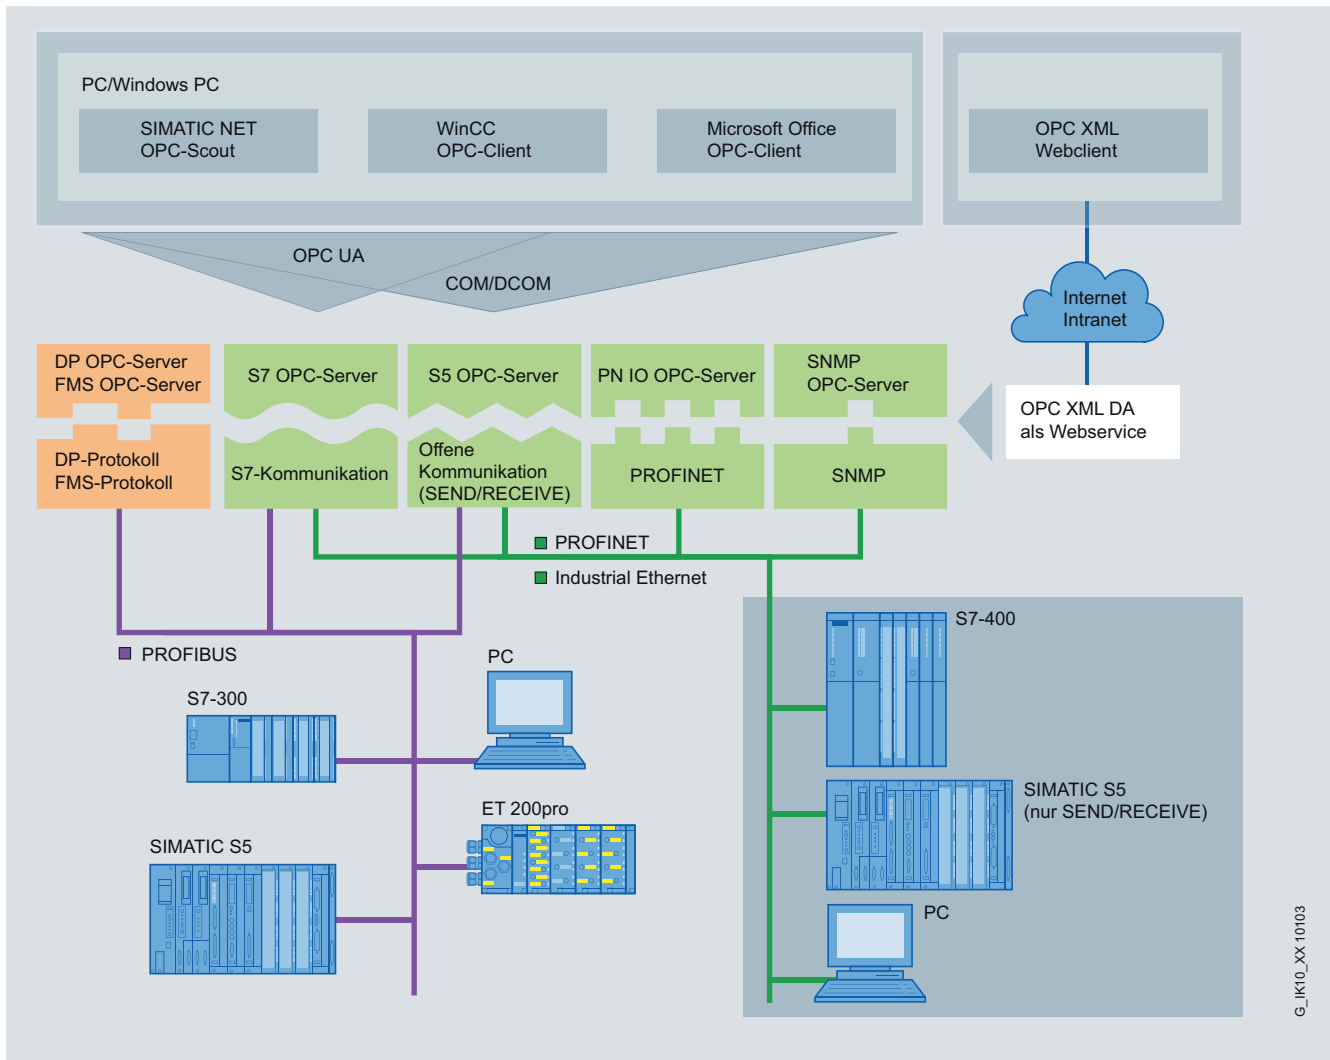 PC/Windows PC
SIMATIC NET
OPC-Scout
WinCC
OPC-Client
Microsoft Office
OPC-Client
OPC XML
Webclient
OPC UA
COM/DCOM
Internet
Intranet
DP OPC-Server
FMS OPC-Server
S7 OPC-Server
S5 OPC-Server
PN IO OPC-Server
SNMP
OPC-Server
OPC XML DA
als Webservice
DP-Protokoll
FMS-Protokoll
S7-Kommunikation
Offene
Kommunikation
(SEND/RECEIVE)
PROFINET
SNMP
PROFINET
Industrial Ethernet
PROFIBUS
S7-300
PC
ET 200pro
SIMATIC S5
S7-400
SIMATIC S5
(nur SEND/RECEIVE)
PC
G_IK10_XX 10103